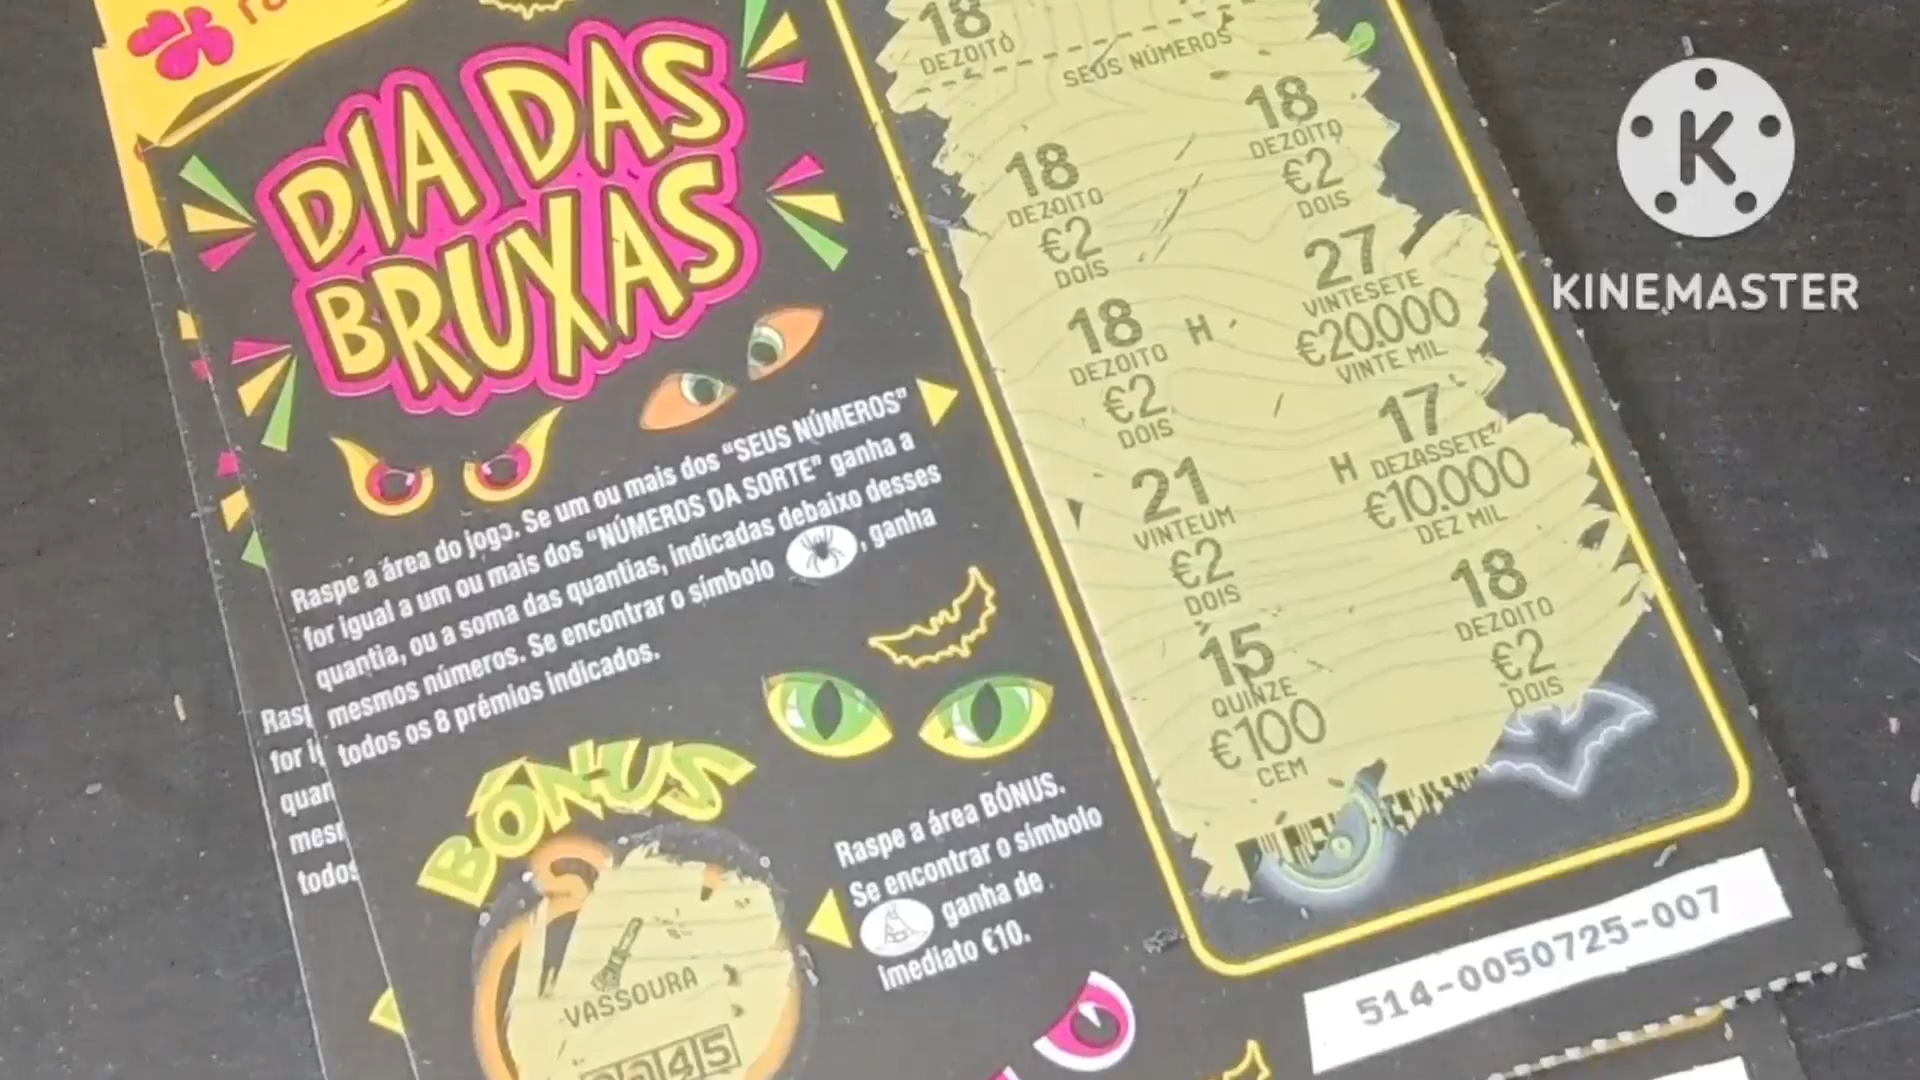 DIA DAS
BRUXAS
Raspe a área do jogo. Se um ou mais dos “SEUS NÚMEROS”
for igual a um ou mais dos “NÚMEROS DA SORTE” ganha a
quantia, ou a soma das quantias, indicadas debaixo desses
mesmos números. Se encontrar o símbolo , ganha
todos os 8 prémios indicados.
BÓNUS
Raspe a área BÓNUS.
Se encontrar o símbolo
ganha de
imediato €10.
VASSOURA
18
DEZOITO
SEUS NÚMEROS
18
DEZOITO
€2
DOIS
18
DEZOITO
€2
DOIS
18
DEZOITO
H
€2
DOIS
27
VINTESETE
€20.000
VINTE MIL
21
VINTEUM
€2
DOIS
17
H DEZASSETE
€10.000
DEZ MIL
15
QUINZE
€100
CEM
18
DEZOITO
€2
DOIS
514-0050725-007
K
KINEMASTER